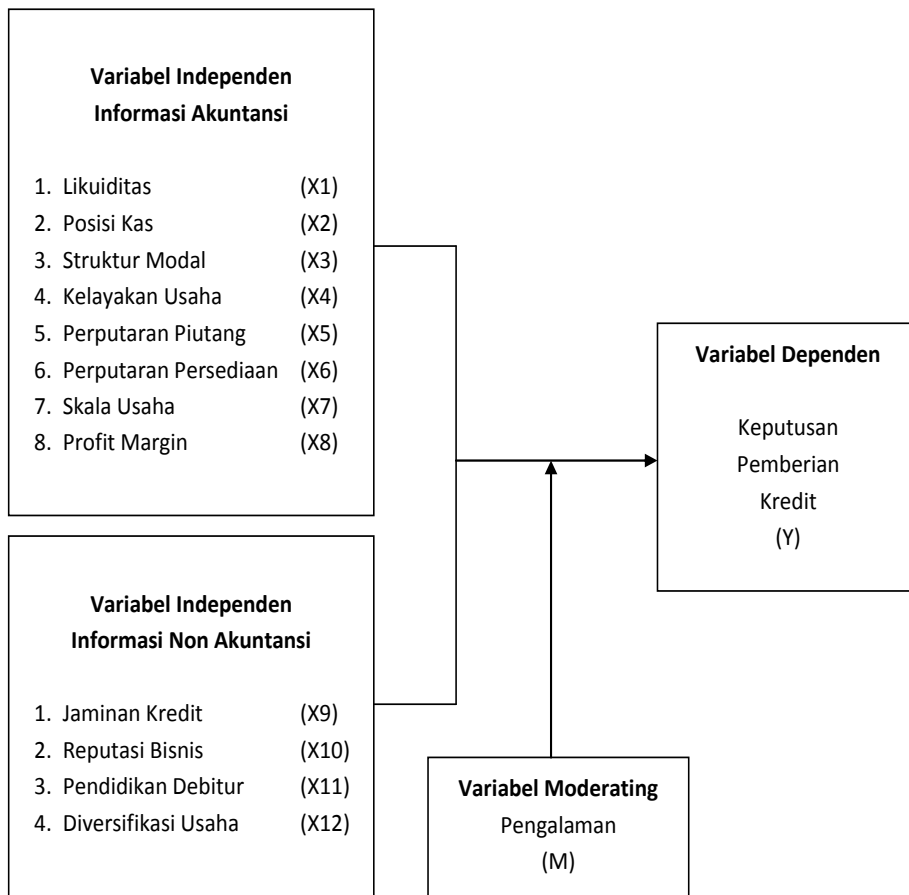 Variabel Independen
Informasi Akuntansi
1. Likuiditas (X1)
2. Posisi Kas (X2)
3. Struktur Modal (X3)
4. Kelayakan Usaha (X4)
5. Perputaran Piutang (X5)
6. Perputaran Persediaan (X6)
7. Skala Usaha (X7)
8. Profit Margin (X8)
Variabel Independen
Informasi Non Akuntansi
1. Jaminan Kredit (X9)
2. Reputasi Bisnis (X10)
3. Pendidikan Debitur (X11)
4. Diversifikasi Usaha (X12)
Variabel Dependen
Keputusan
Pemberian
Kredit
(Y)
Variabel Moderating
Pengalaman
(M)